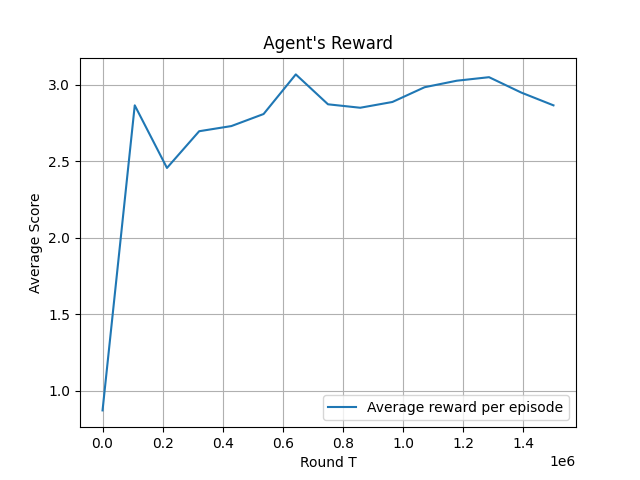 Agent's Reward
Average Score
3.0
2.5
2.0
1.5
1.0
Average reward per episode
0.0 0.2 0.4 0.6 0.8 1.0 1.2 1.4
Round T
1e6